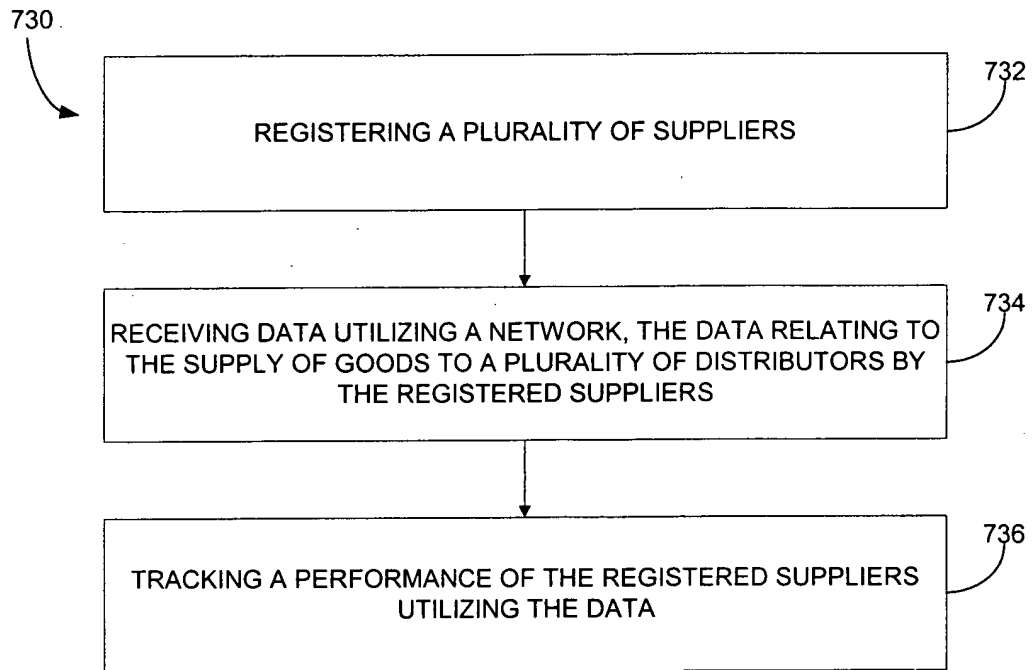 730
732
REGISTERING A PLURALITY OF SUPPLIERS
734
RECEIVING DATA UTILIZING A NETWORK, THE DATA RELATING TO
THE SUPPLY OF GOODS TO A PLURALITY OF DISTRIBUTORS BY
THE REGISTERED SUPPLIERS
736
TRACKING A PERFORMANCE OF THE REGISTERED SUPPLIERS
UTILIZING THE DATA